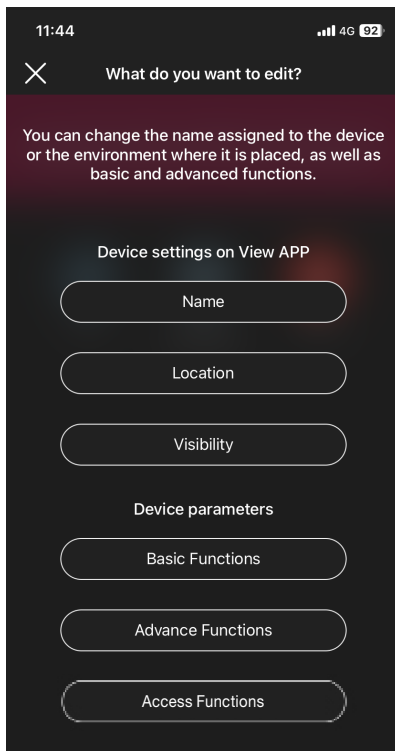 11:44
4G 92
What do you want to edit?
You can change the name assigned to the device
or the environment where it is placed, as well as
basic and advanced functions.
Device settings on View APP
Name
Location
Visibility
Device parameters
Basic Functions
Advance Functions
Access Functions